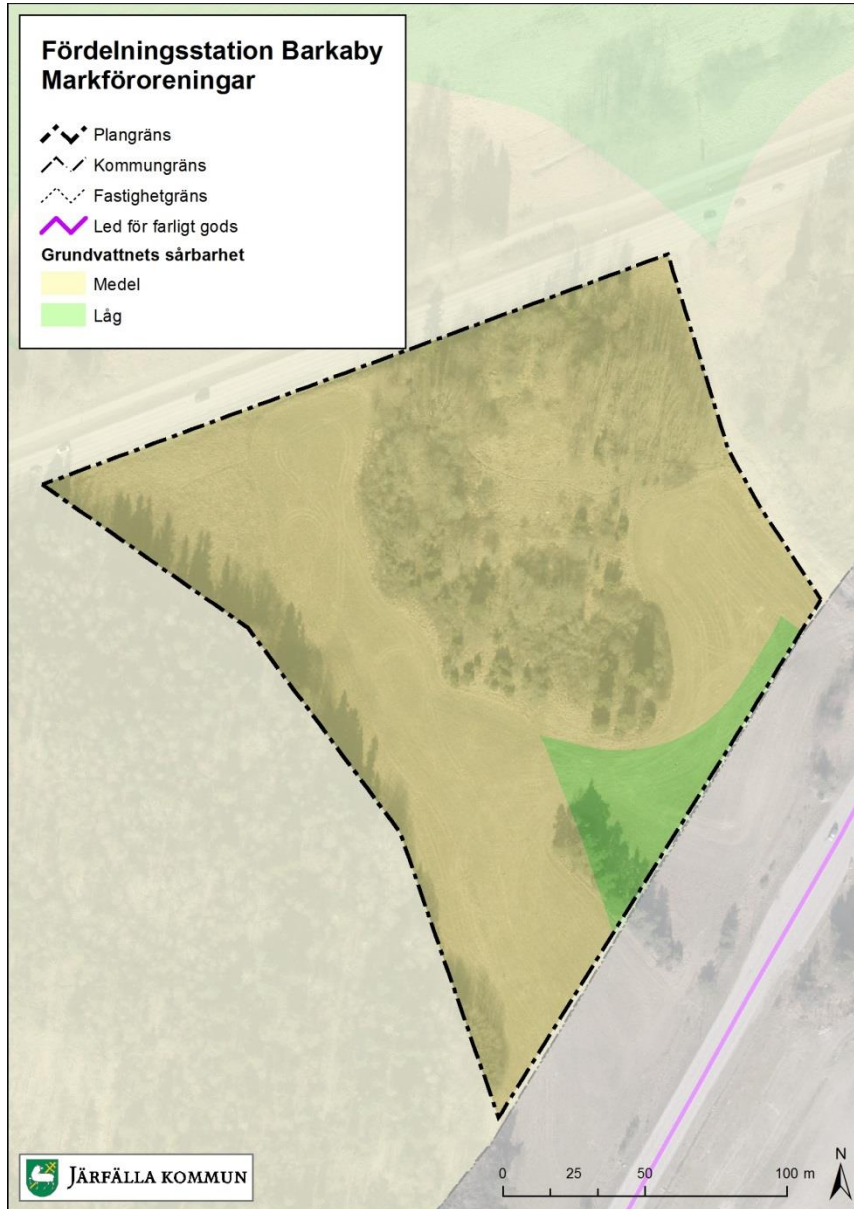 Fördelningsstation Barkaby
Markföroreningar
Plangräns
Kommungräns
Fastighetgräns
Led för farligt gods
Grundvattnets sårbarhet
Medel
Låg
JÄRFÄLLA KOMMUN
0 25 50 100 m
N